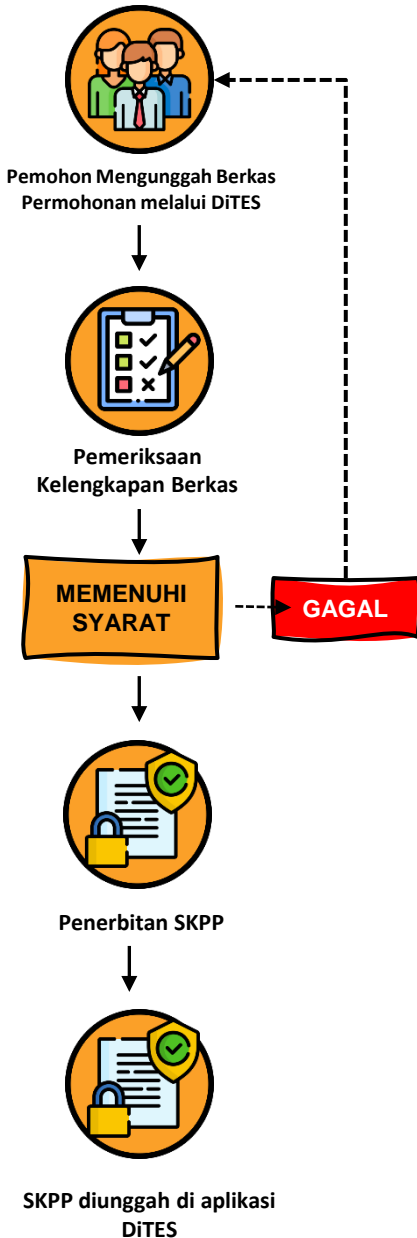 Pemohon Mengunggah Berkas
Permohonan melalui DiTES
Pemeriksaan
Kelengkapan Berkas
MEMENUHI
SYARAT
GAGAL
Penerbitan SKPP
SKPP diunggah di aplikasi
DiTES